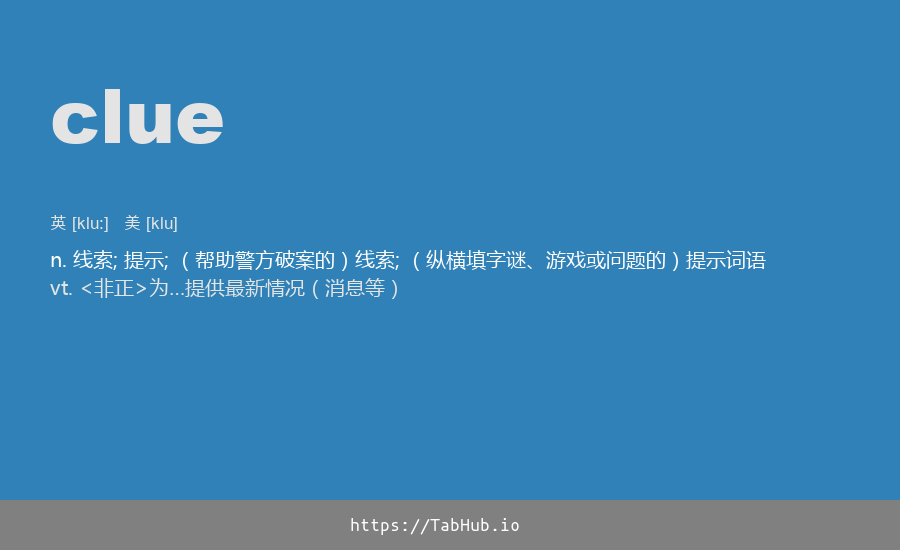 clue
英 [kluː] 美 [klu]
n. 线索; 提示; （帮助警方破案的）线索; （纵横填字谜、游戏或问题的）提示词语
vt. <非正>为…提供最新情况（消息等）
https://TabHub.io